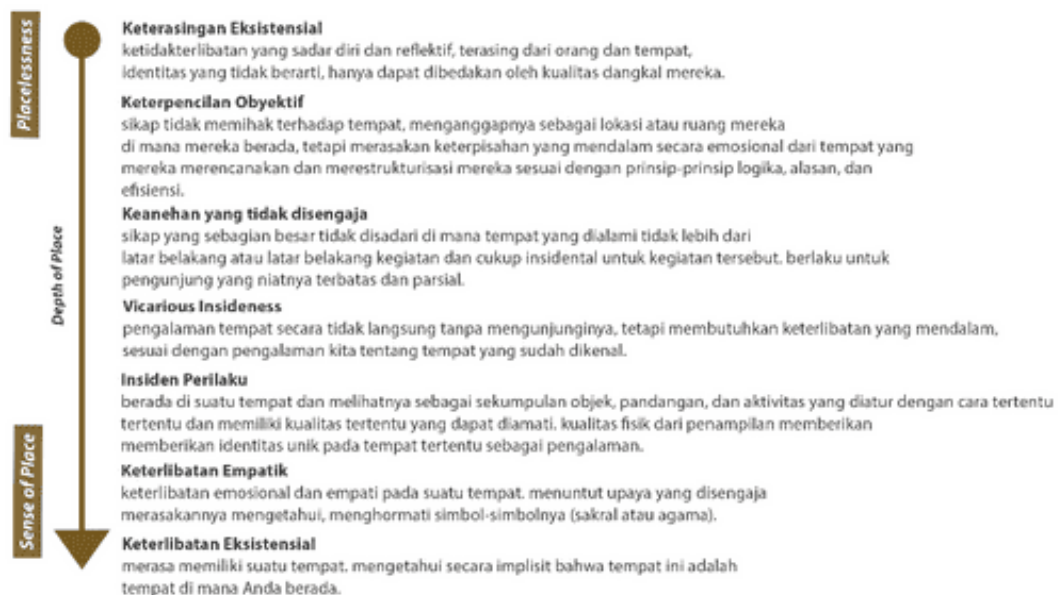 Placelessness
Depth of Place
Sense of Place
Keterasingan Eksistensial
ketidakterlibatan yang sadar diri dan reflektif, terasing dari orang dan tempat,
identitas yang tidak berarti, hanya dapat dibedakan oleh kualitas dangkal mereka.
Keterpencilan Obyektif
sikap tidak memihak terhadap tempat, menganggapnya sebagai lokasi atau ruang mereka
di mana mereka berada, tetapi merasakan keterpisahan yang mendalam secara emosional dari tempat yang
mereka merencanakan dan merestrukturisasi mereka sesuai dengan prinsip-prinsip logika, alasan, dan
efisiensi.
Keanehan yang tidak disengaja
sikap yang sebagian besar tidak disadari di mana tempat yang dialami tidak lebih dari
latar belakang atau latar belakang kegiatan dan cukup insidental untuk kegiatan tersebut. berlaku untuk
pengunjung yang niatnya terbatas dan parsial.
Vicarious Insideness
pengalaman tempat secara tidak langsung tanpa mengunjunginya, tetapi membutuhkan keterlibatan yang mendalam,
sesuai dengan pengalaman kita tentang tempat yang sudah dikenal.
Insiden Perilaku
berada di suatu tempat dan melihatnya sebagai sekumpulan objek, pandangan, dan aktivitas yang diatur dengan cara tertentu
tertentu dan memiliki kualitas tertentu yang dapat diamati. kualitas fisik dari penampilan memberikan
memberikan identitas unik pada tempat tertentu sebagai pengalaman.
Keterlibatan Empatik
keterlibatan emosional dan empati pada suatu tempat. menuntut upaya yang disengaja
merasakannya mengetahui, menghormati simbol-simbolnya (sakral atau agama).
Keterlibatan Eksistensial
merasa memiliki suatu tempat. mengetahui secara implisit bahwa tempat ini adalah
tempat di mana Anda berada.